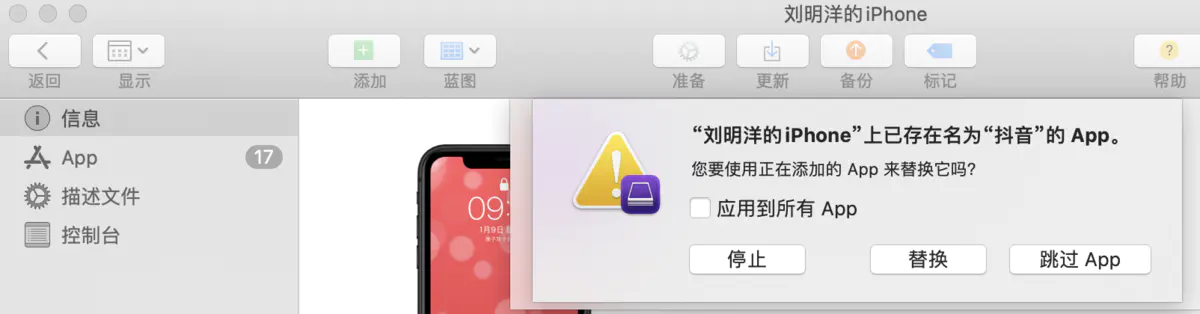 刘明洋的iPhone
返回
显示
添加
蓝图
准备
更新
备份
标记
帮助
信息
App
17
描述文件
控制台
1月9日
“刘明洋的iPhone”上已存在名为“抖音”的 App。
您要使用正在添加的 App 来替换它吗?
应用到所有 App
停止
替换
跳过 App